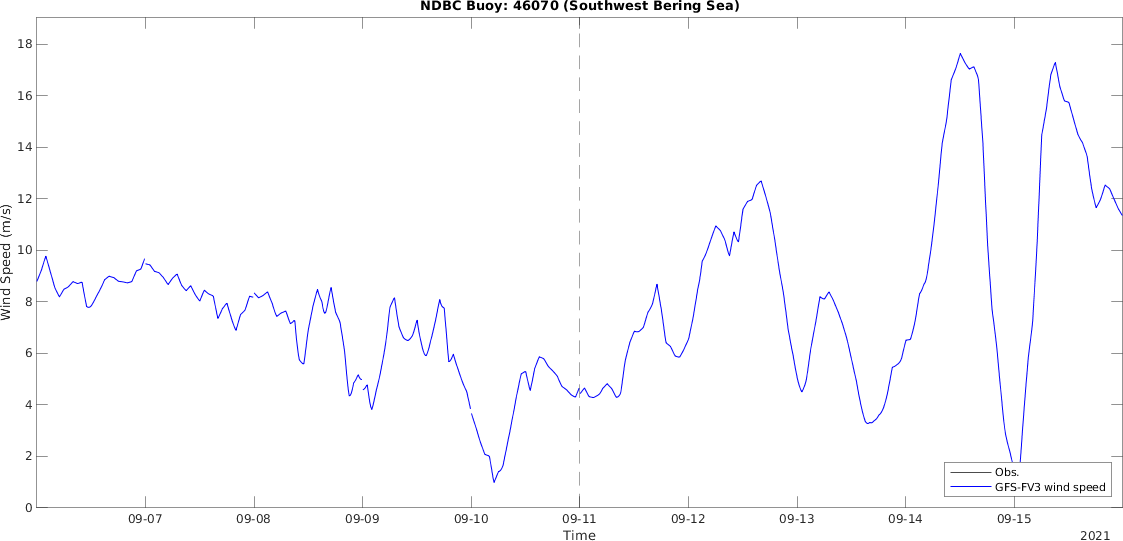 NDBC Buoy: 46070 (Southwest Bering Sea)
18
16
14
12
10
8
6
4
2
0
Wind Speed (m/s)
09-07 09-08 09-09 09-10 09-11 09-12 09-13 09-14 09-15
Time
2021
Obs.
GFS-FV3 wind speed